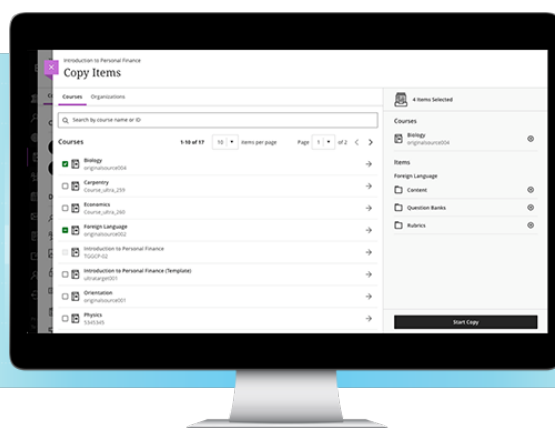 Introduction to Personal Finance
Copy Items
Courses Organizations
Search by course name or ID
Courses 1-10 of 17 10 items per page Page 1 of 2
Biology
originalsource004
Carpentry
Course_ultra_259
Economics
Course_ultra_260
Foreign Language
originalsource002
Introduction to Personal Finance
TGGCP-02
Introduction to Personal Finance (Template)
ultratarget001
Orientation
originalsource001
Physics
5345345
4 Items Selected
Courses
Biology
originalsource004
Items
Foreign Language
Content
Question Banks
Rubrics
Start Copy